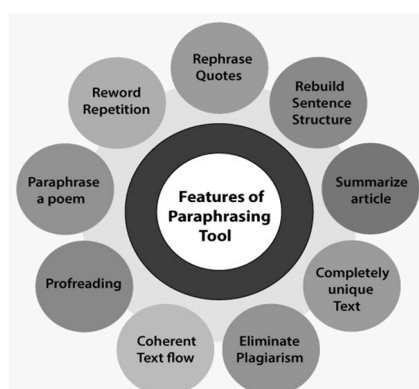 Features of
Paraphrasing
Tool
Rephrase
Quotes
Rebuild
Sentence
Structure
Summarize
article
Completely
unique
Text
Eliminate
Plagiarism
Coherent
Text flow
Profreading
Paraphrase
a poem
Reword
Repetition